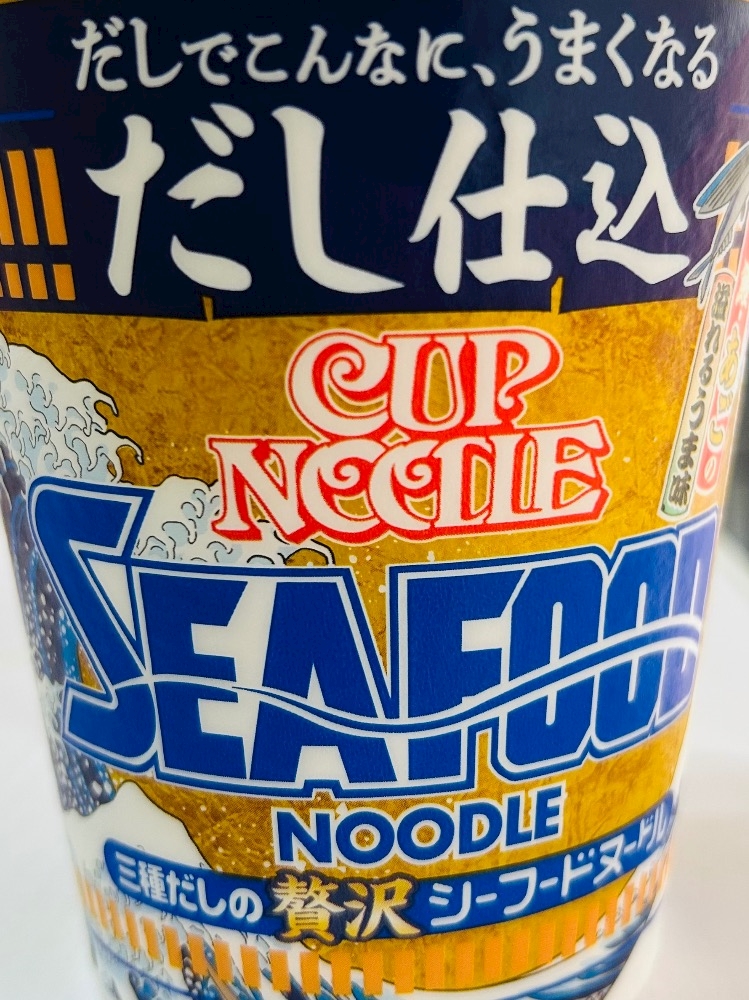 だしでこんなに、うまくなる
だし仕込
CUP
NOODLE
SEAFOOD
NOODLE
三種だしの贅沢シーフードヌードル
溢れるうま味